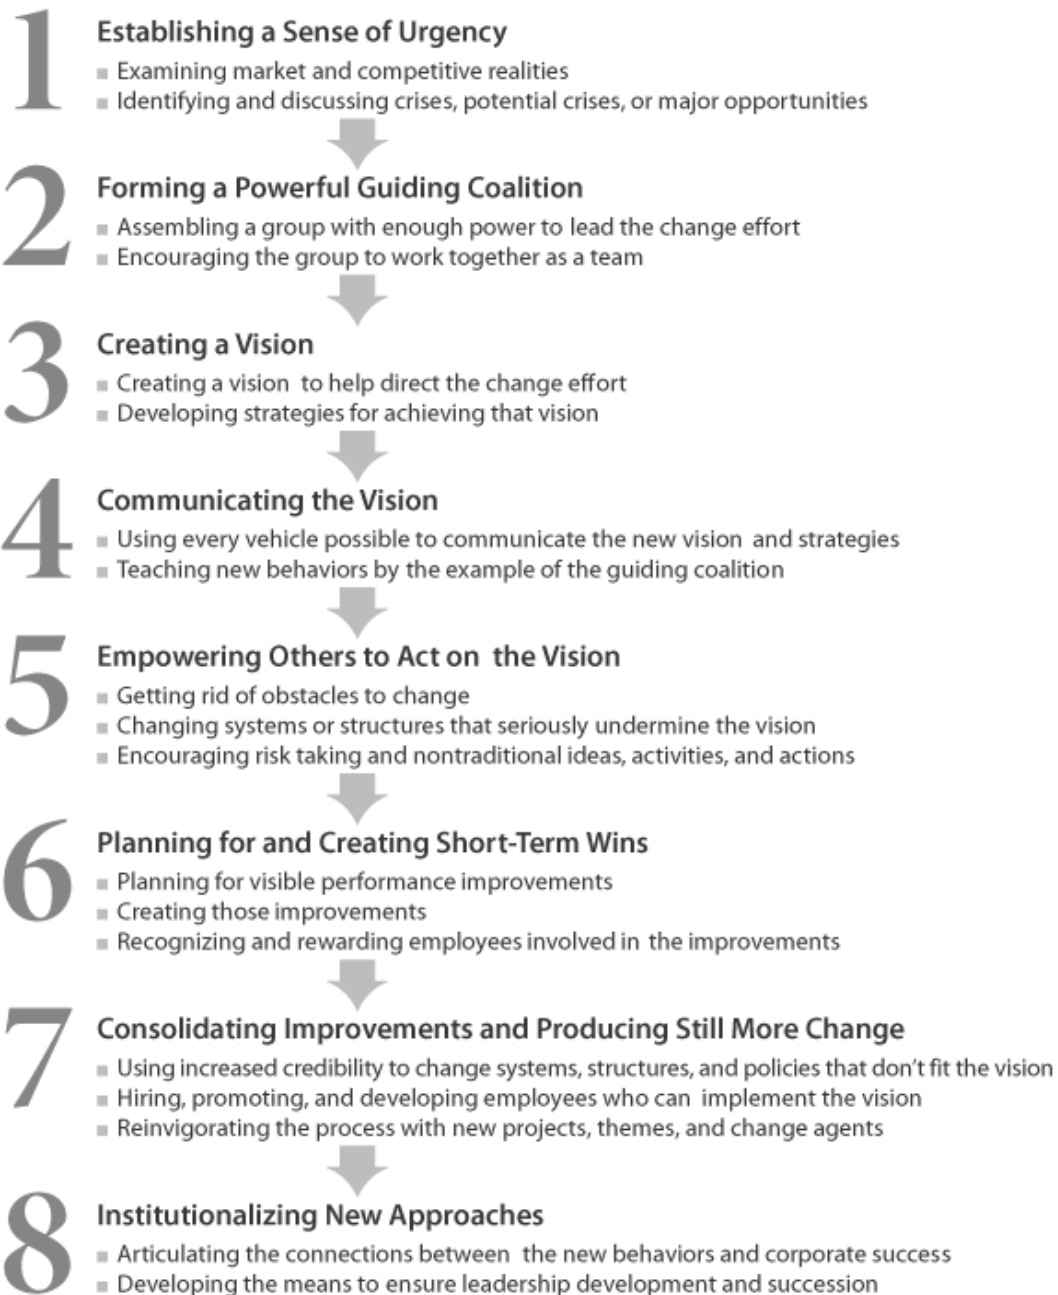 1
Establishing a Sense of Urgency
Examining market and competitive realities
Identifying and discussing crises, potential crises, or major opportunities
2
Forming a Powerful Guiding Coalition
Assembling a group with enough power to lead the change effort
Encouraging the group to work together as a team
3
Creating a Vision
Creating a vision to help direct the change effort
Developing strategies for achieving that vision
4
Communicating the Vision
Using every vehicle possible to communicate the new vision and strategies
Teaching new behaviors by the example of the guiding coalition
5
Empowering Others to Act on the Vision
Getting rid of obstacles to change
Changing systems or structures that seriously undermine the vision
Encouraging risk taking and nontraditional ideas, activities, and actions
6
Planning for and Creating Short-Term Wins
Planning for visible performance improvements
Creating those improvements
Recognizing and rewarding employees involved in the improvements
7
Consolidating Improvements and Producing Still More Change
Using increased credibility to change systems, structures, and policies that don't fit the vision
Hiring, promoting, and developing employees who can implement the vision
Reinvigorating the process with new projects, themes, and change agents
8
Institutionalizing New Approaches
Articulating the connections between the new behaviors and corporate success
Developing the means to ensure leadership development and succession